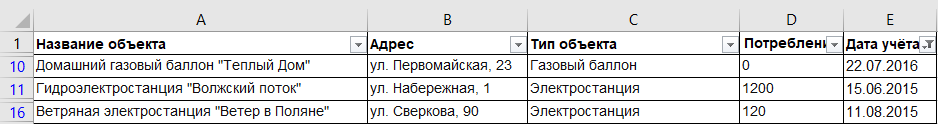 A B C D E
1 Название объекта Адрес Тип объекта Потреблени Дата учёта
10 Домашний газовый баллон "Теплый Дом" ул. Первомайская, 23 Газовый баллон 0 22.07.2016
11 Гидроэлектростанция "Волжский поток" ул. Набережная, 1 Электростанция 1200 15.06.2015
16 Ветряная электростанция "Ветер в Поляне" ул. Сверкова, 90 Электростанция 120 11.08.2015